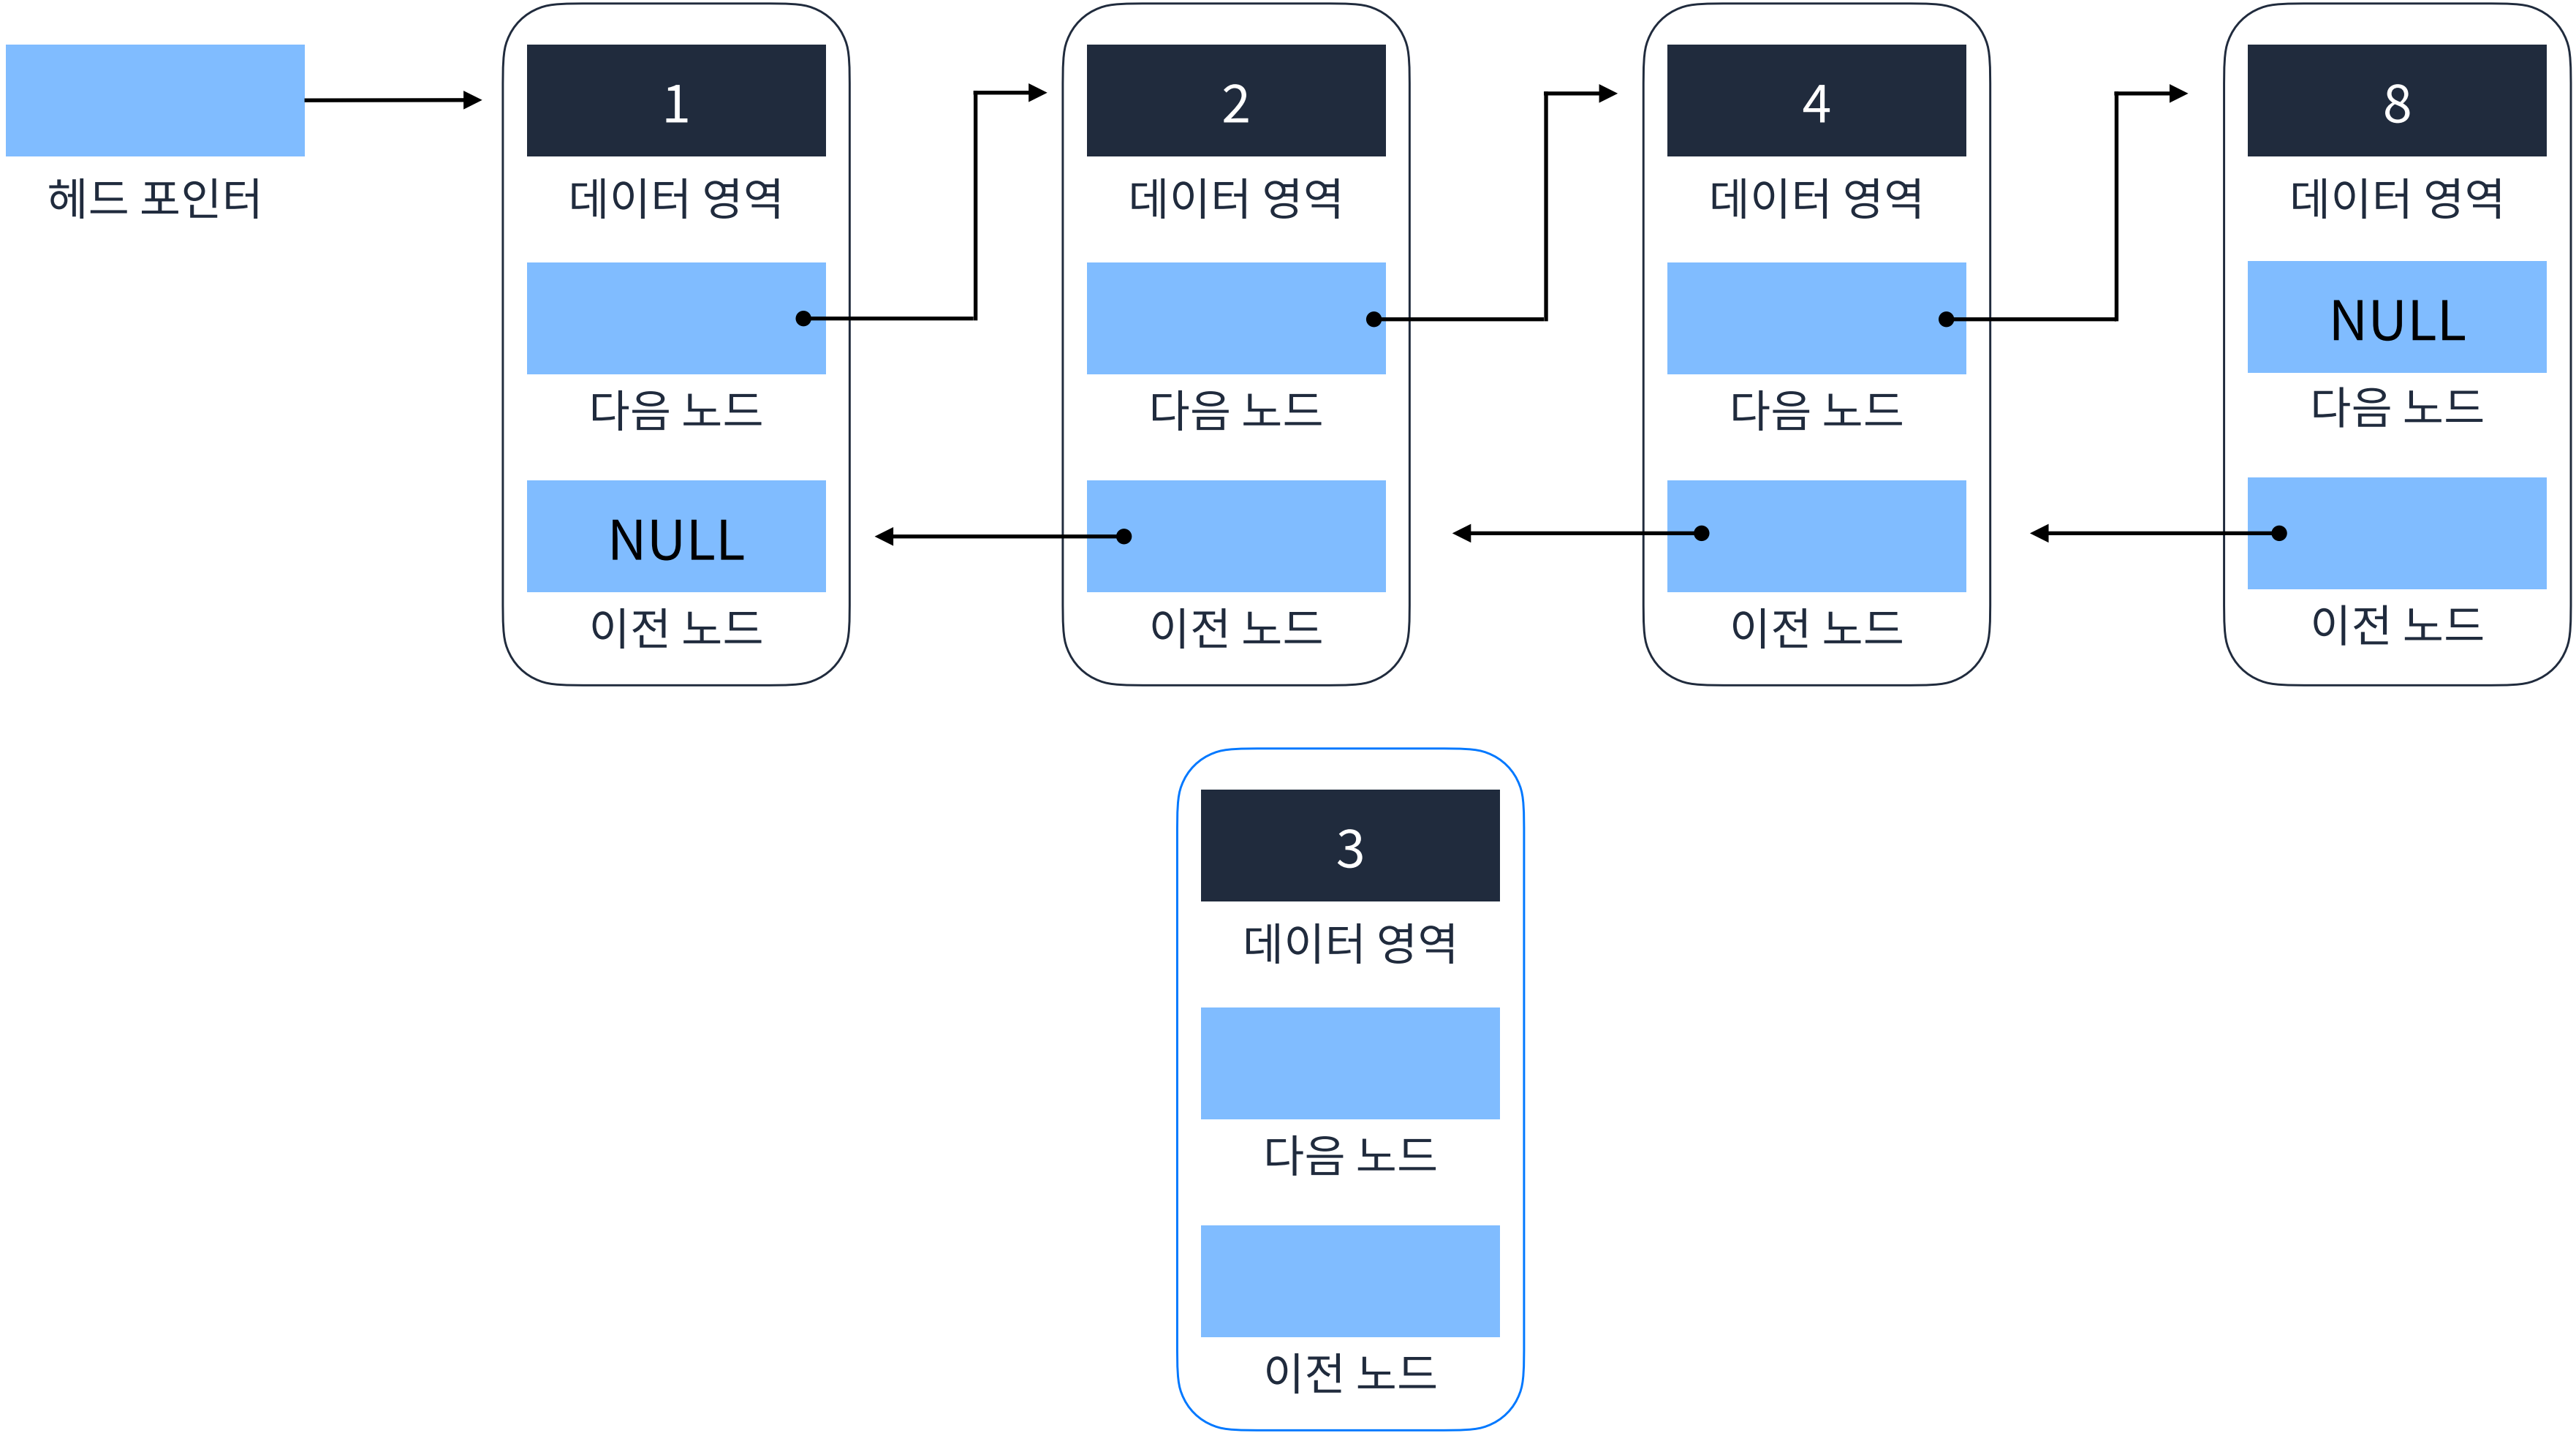 헤드 포인터
1
데이터 영역
다음 노드
NULL
이전 노드
2
데이터 영역
다음 노드
이전 노드
4
데이터 영역
다음 노드
이전 노드
8
데이터 영역
NULL
다음 노드
이전 노드
3
데이터 영역
다음 노드
이전 노드